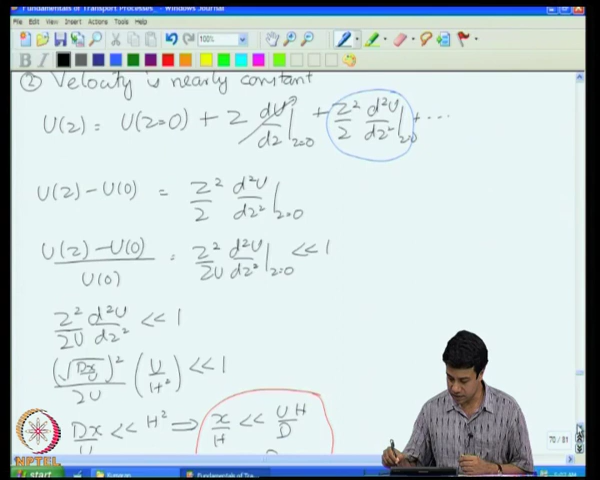 Fundamentals of Transport Processes - Windows Journal
File Edit View Insert Actions Tools Help
100%
B I
② Velocity is nearly constant
U(z) = U(z=0) + z dU/dz|z=0 + z²/2 d²U/dz²|z=0 + ...
U(z) - U(0) = z²/2 d²U/dz²|z=0
U(z) - U(0)/U(0) = z²/2U d²U/dz²|z=0 << 1
z²/2U d²U/dz² << 1
(√Dx/U)²/2U (U/H²) << 1
Dx/U << H² ⇒ x/H << UH/D
70 / 81
NPTEL
start
Fundamentals of Tra...